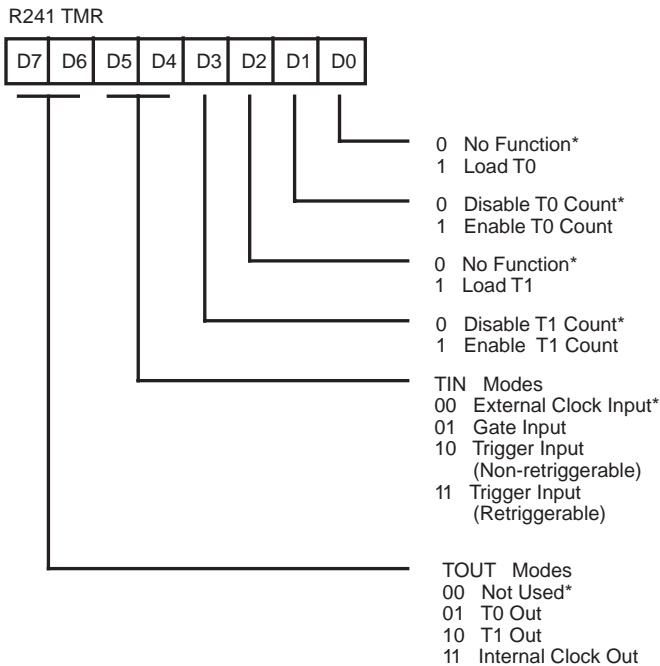 R241 TMR
D7 D6 D5 D4 D3 D2 D1 D0
0 No Function*
1 Load T0
0 Disable T0 Count*
1 Enable T0 Count
0 No Function*
1 Load T1
0 Disable T1 Count*
1 Enable T1 Count
TIN Modes
00 External Clock Input*
01 Gate Input
10 Trigger Input
(Non-retriggerable)
11 Trigger Input
(Retriggerable)
TOUT Modes
00 Not Used*
01 T0 Out
10 T1 Out
11 Internal Clock Out